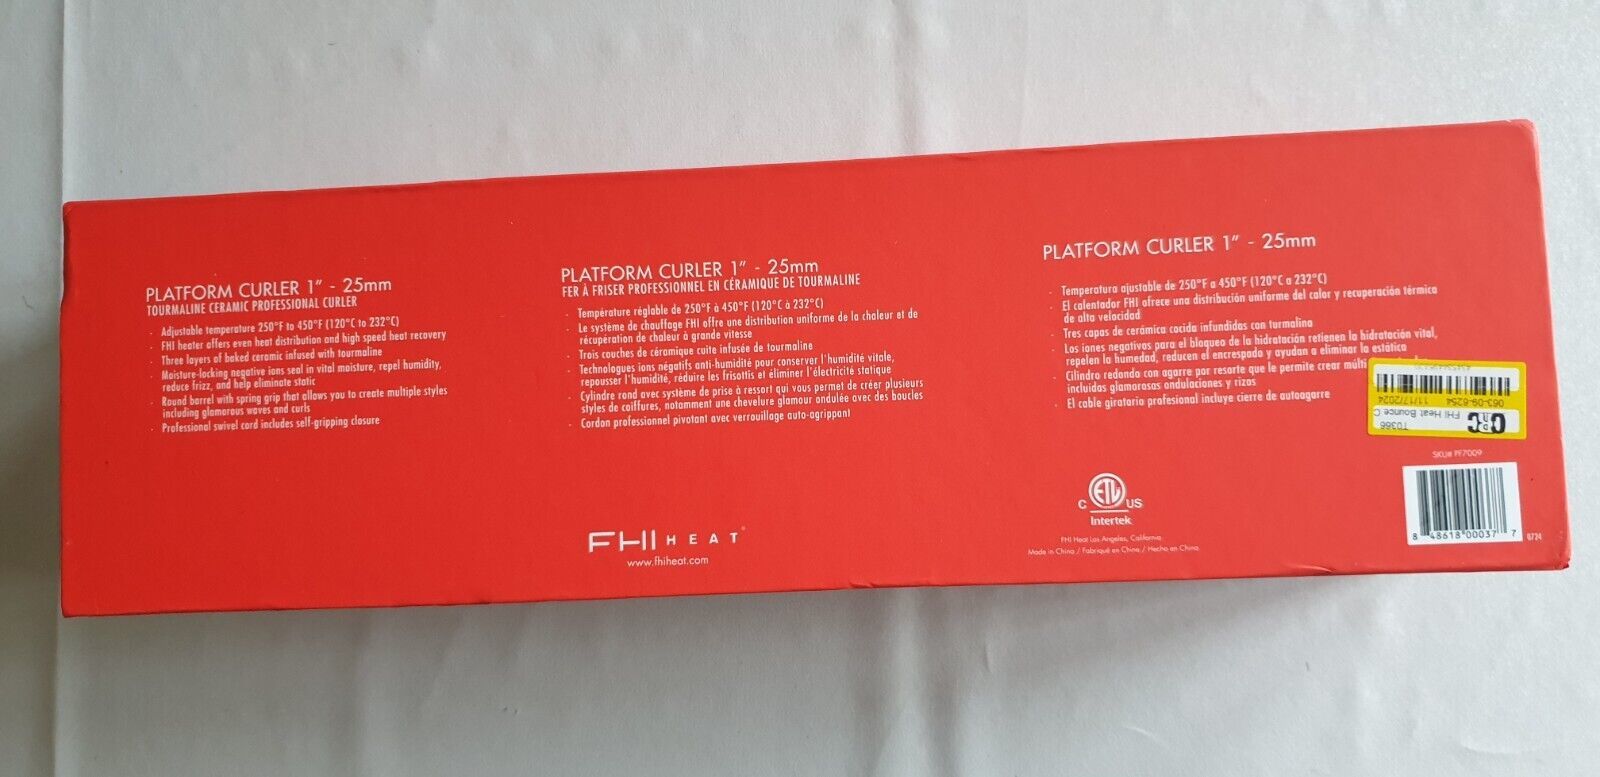 PLATFORM CURLER 1" - 25mm
TOURMALINE CERAMIC PROFESSIONAL CURLER
· Adjustable temperature 250°F to 450°F (120°C to 232°C)
· FHI heater offers even heat distribution and high speed heat recovery
· Three layers of baked ceramic infused with tourmaline
· Moisture-locking negative ions seal in vital moisture, repel humidity,
reduce frizz, and help eliminate static
· Round barrel with spring grip that allows you to create multiple styles
including glamorous waves and curls
· Professional swivel cord includes self-gripping closure
PLATFORM CURLER 1" - 25mm
FER À FRISER PROFESSIONNEL EN CÉRAMIQUE DE TOURMALINE
· Température réglable de 250°F à 450°F (120°C à 232°C)
· Le système de chauffage FHI offre une distribution uniforme de la chaleur et de
récupération de chaleur à grande vitesse
· Trois couches de céramique cuite infusée de tourmaline
· Technologues ions négatifs anti-humidité pour conserver l'humidité vitale,
repousser l'humidité, réduire les frisottis et éliminer l'électricité statique
· Cylindre rond avec système de prise à ressort qui vous permet de créer plusieurs
styles de coiffures, notamment une chevelure glamour ondulée avec des boucles
· Cordon professionnel pivotant avec verrouillage auto-agrippant
PLATFORM CURLER 1" - 25mm
· Temperatura ajustable de 250°F a 450°F (120°C a 232°C)
· El calentador FHI ofrece una distribución uniforme del calor y recuperación térmica
de alta velocidad
· Tres capas de cerámica cocida infundidas con turmalina
· Los iones negativos para el bloqueo de la hidratación retienen la hidratación vital,
repelen la humedad, reducen el encrespado y ayudan a eliminar la estática
· Cilindro redondo con agarre por resorte que le permite crear
incluidas glamorosas ondulaciones y rizos
· El cable giratorio profesional incluye cierre de autoagarre
063-09-6254 11/17/2024
FHI Heat Bounce C
T0366
CRC
SKU# PF7009
8 48618 00037 7
0724
C ETL US
Intertek
FHI Heat Los Angeles, California
Made in China / Fabriqué en Chine / Hecho en China
FHI HEAT®
www.fhiheat.com